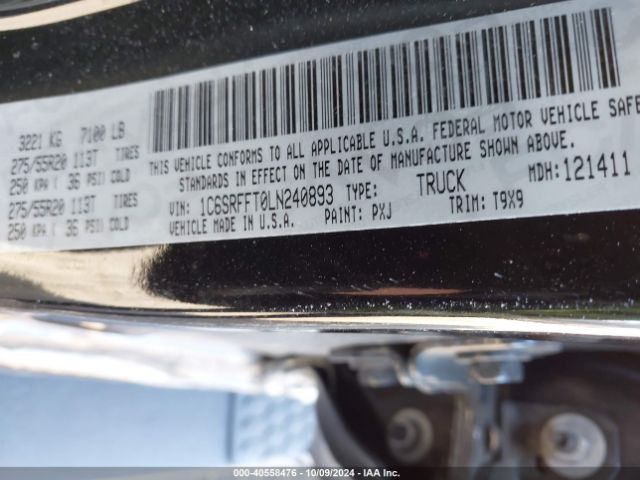 3221 KG 7100 LB
275/55R20 113T TIRES
250 KPA ( 36 PSI) COLD
275/55R20 113T TIRES
250 KPA ( 36 PSI) COLD
THIS VEHICLE CONFORMS TO ALL APPLICABLE U.S.A. FEDERAL MOTOR VEHICLE SAFE
STANDARDS IN EFFECT ON THE DATE OF MANUFACTURE SHOWN ABOVE.
MDH:121411
VIN: 1C6SRFFT0LN240893 TYPE: TRUCK
VEHICLE MADE IN U.S.A. PAINT: PXJ TRIM: T9X9
000-40558476 - 10/09/2024 - IAA Inc.